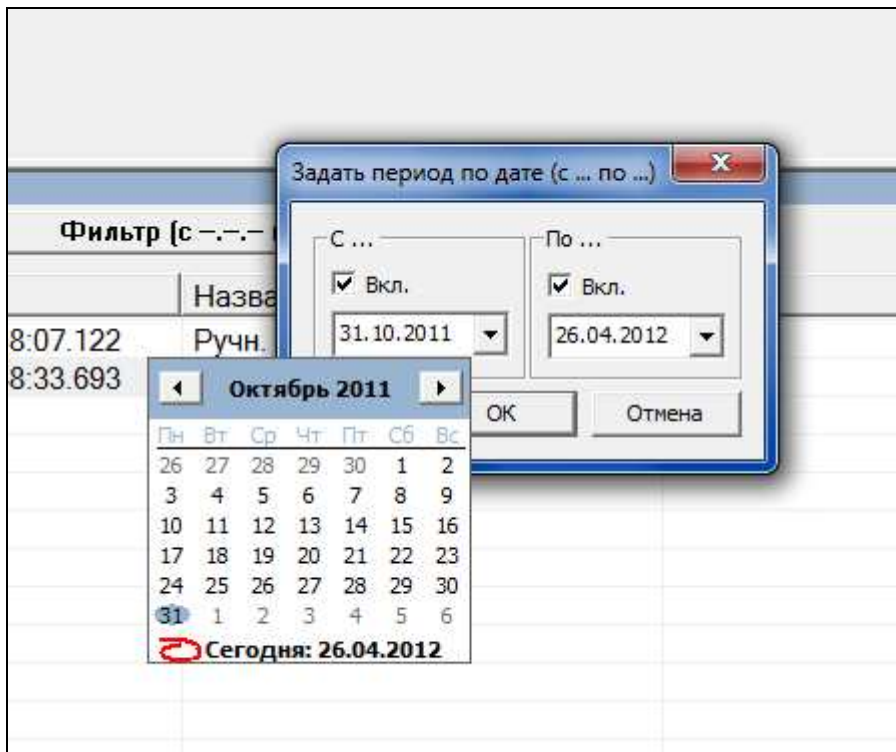 Задать период по дате (с ... по ...)
Фильтр (с –.–.–
С ...
По ...
Вкл.
Вкл.
31.10.2011
26.04.2012
Назва
8:07.122 Ручн.
8:33.693
OK
Отмена
Октябрь 2011
Пн Вт Ср Чт Пт Сб Вс
26 27 28 29 30 1 2
3 4 5 6 7 8 9
10 11 12 13 14 15 16
17 18 19 20 21 22 23
24 25 26 27 28 29 30
31 1 2 3 4 5 6
Сегодня: 26.04.2012